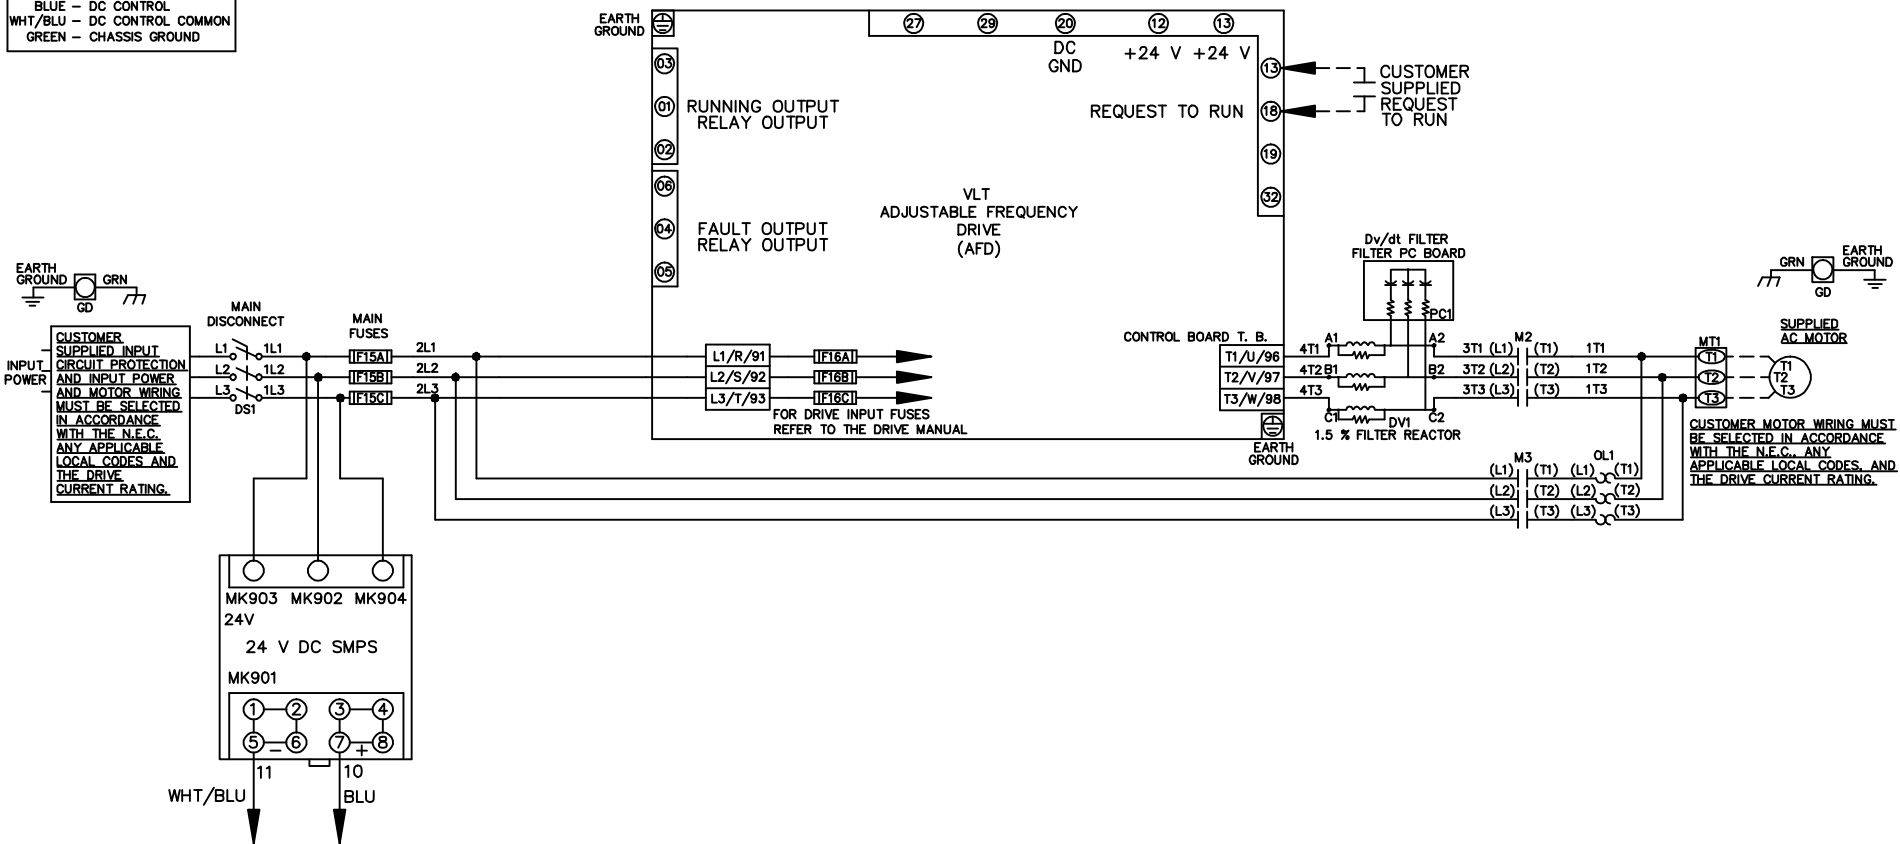 BLUE – DC CONTROL
WHT/BLU – DC CONTROL COMMON
GREEN – CHASSIS GROUND
EARTH
GROUND
27
29
20
12
13
DC
GND
+24 V
+24 V
03
01
02
RUNNING OUTPUT
RELAY OUTPUT
06
04
05
FAULT OUTPUT
RELAY OUTPUT
REQUEST TO RUN
13
18
19
32
CUSTOMER
SUPPLIED
REQUEST
TO RUN
VLT
ADJUSTABLE FREQUENCY
DRIVE
(AFD)
Dv/dt FILTER
FILTER PC BOARD
PC1
EARTH
GROUND
GRN
GD
GRN
EARTH
GROUND
GD
INPUT
POWER
CUSTOMER
SUPPLIED INPUT
CIRCUIT PROTECTION
AND INPUT POWER
AND MOTOR WIRING
MUST BE SELECTED
IN ACCORDANCE
WITH THE N.E.C.
ANY APPLICABLE
LOCAL CODES AND
THE DRIVE
CURRENT RATING.
MAIN
DISCONNECT
L1
1L1
L2
1L2
L3
1L3
DS1
MAIN
FUSES
F15A
F15B
F15C
2L1
2L2
2L3
L1/R/91
L2/S/92
L3/T/93
F16A
F16B
F16C
FOR DRIVE INPUT FUSES
REFER TO THE DRIVE MANUAL
CONTROL BOARD T. B.
T1/U/96
T2/V/97
T3/W/98
EARTH
GROUND
4T1
4T2
4T3
A1
A2
B1
B2
C1
C2
DV1
1.5 % FILTER REACTOR
M2
3T1 (L1) (T1) 1T1
3T2 (L2) (T2) 1T2
3T3 (L3) (T3) 1T3
MT1
T1
T2
T3
SUPPLIED
AC MOTOR
T1
T2
T3
CUSTOMER MOTOR WIRING MUST
BE SELECTED IN ACCORDANCE
WITH THE N.E.C., ANY
APPLICABLE LOCAL CODES, AND
THE DRIVE CURRENT RATING.
M3
OL1
(L1) (T1) (L1) (T1)
(L2) (T2) (L2) (T2)
(L3) (T3) (L3) (T3)
MK903 MK902 MK904
24V
24 V DC SMPS
MK901
1 2 3 4
5 – 6 7 + 8
11
10
WHT/BLU
BLU